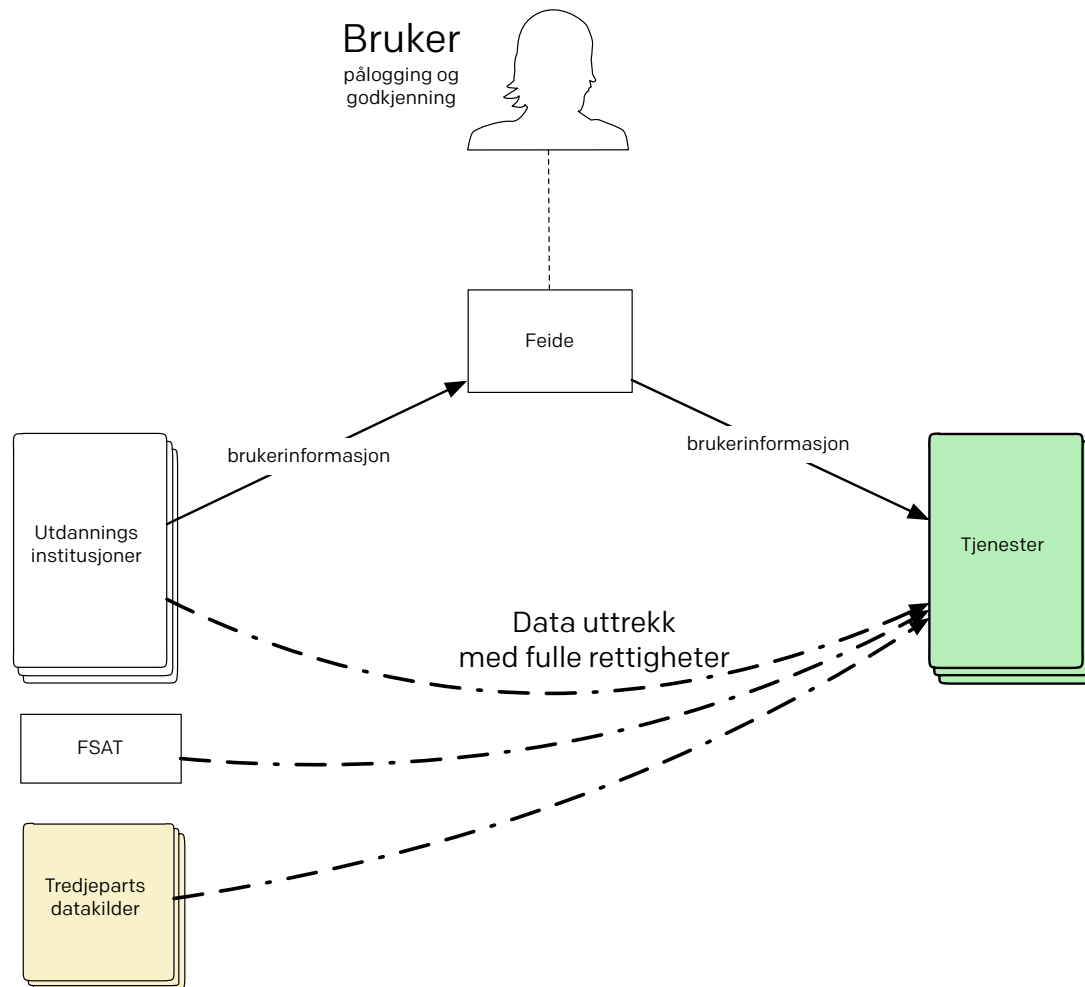 Bruker
pålogging og
godkjenning
Feide
brukerinformasjon
brukerinformasjon
Utdannings
institusjoner
Tjenester
Data uttrekk
med fulle rettigheter
FSAT
Tredjeparts
datakilder